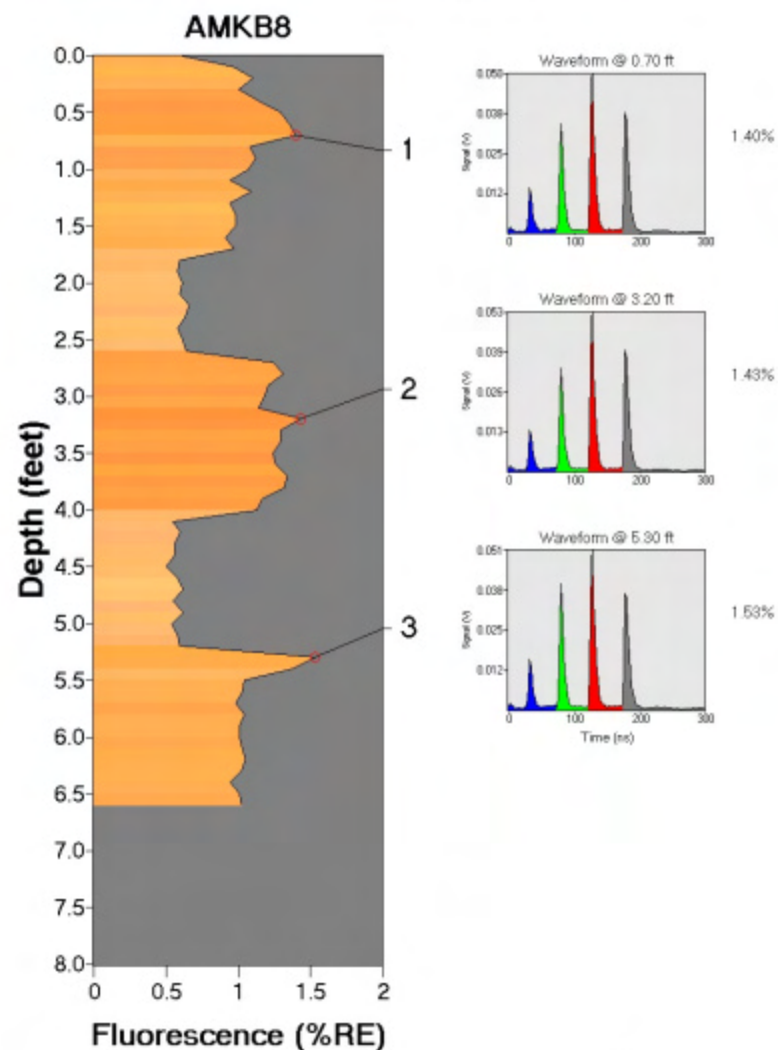 AMKB8
0.0
0.5
1.0
1.5
2.0
2.5
3.0
3.5
4.0
4.5
5.0
5.5
6.0
6.5
7.0
7.5
8.0
Depth (feet)
0 0.5 1 1.5 2
Fluorescence (%RE)
1
2
3
Waveform @ 0.70 ft
Signal (V)
0.050
0.038
0.025
0.012
0 100 200 300
1.40%
Waveform @ 3.20 ft
Signal (V)
0.053
0.039
0.026
0.013
0 100 200 300
1.43%
Waveform @ 5.30 ft
Signal (V)
0.051
0.038
0.025
0.012
0 100 200 300
Time (ns)
1.53%